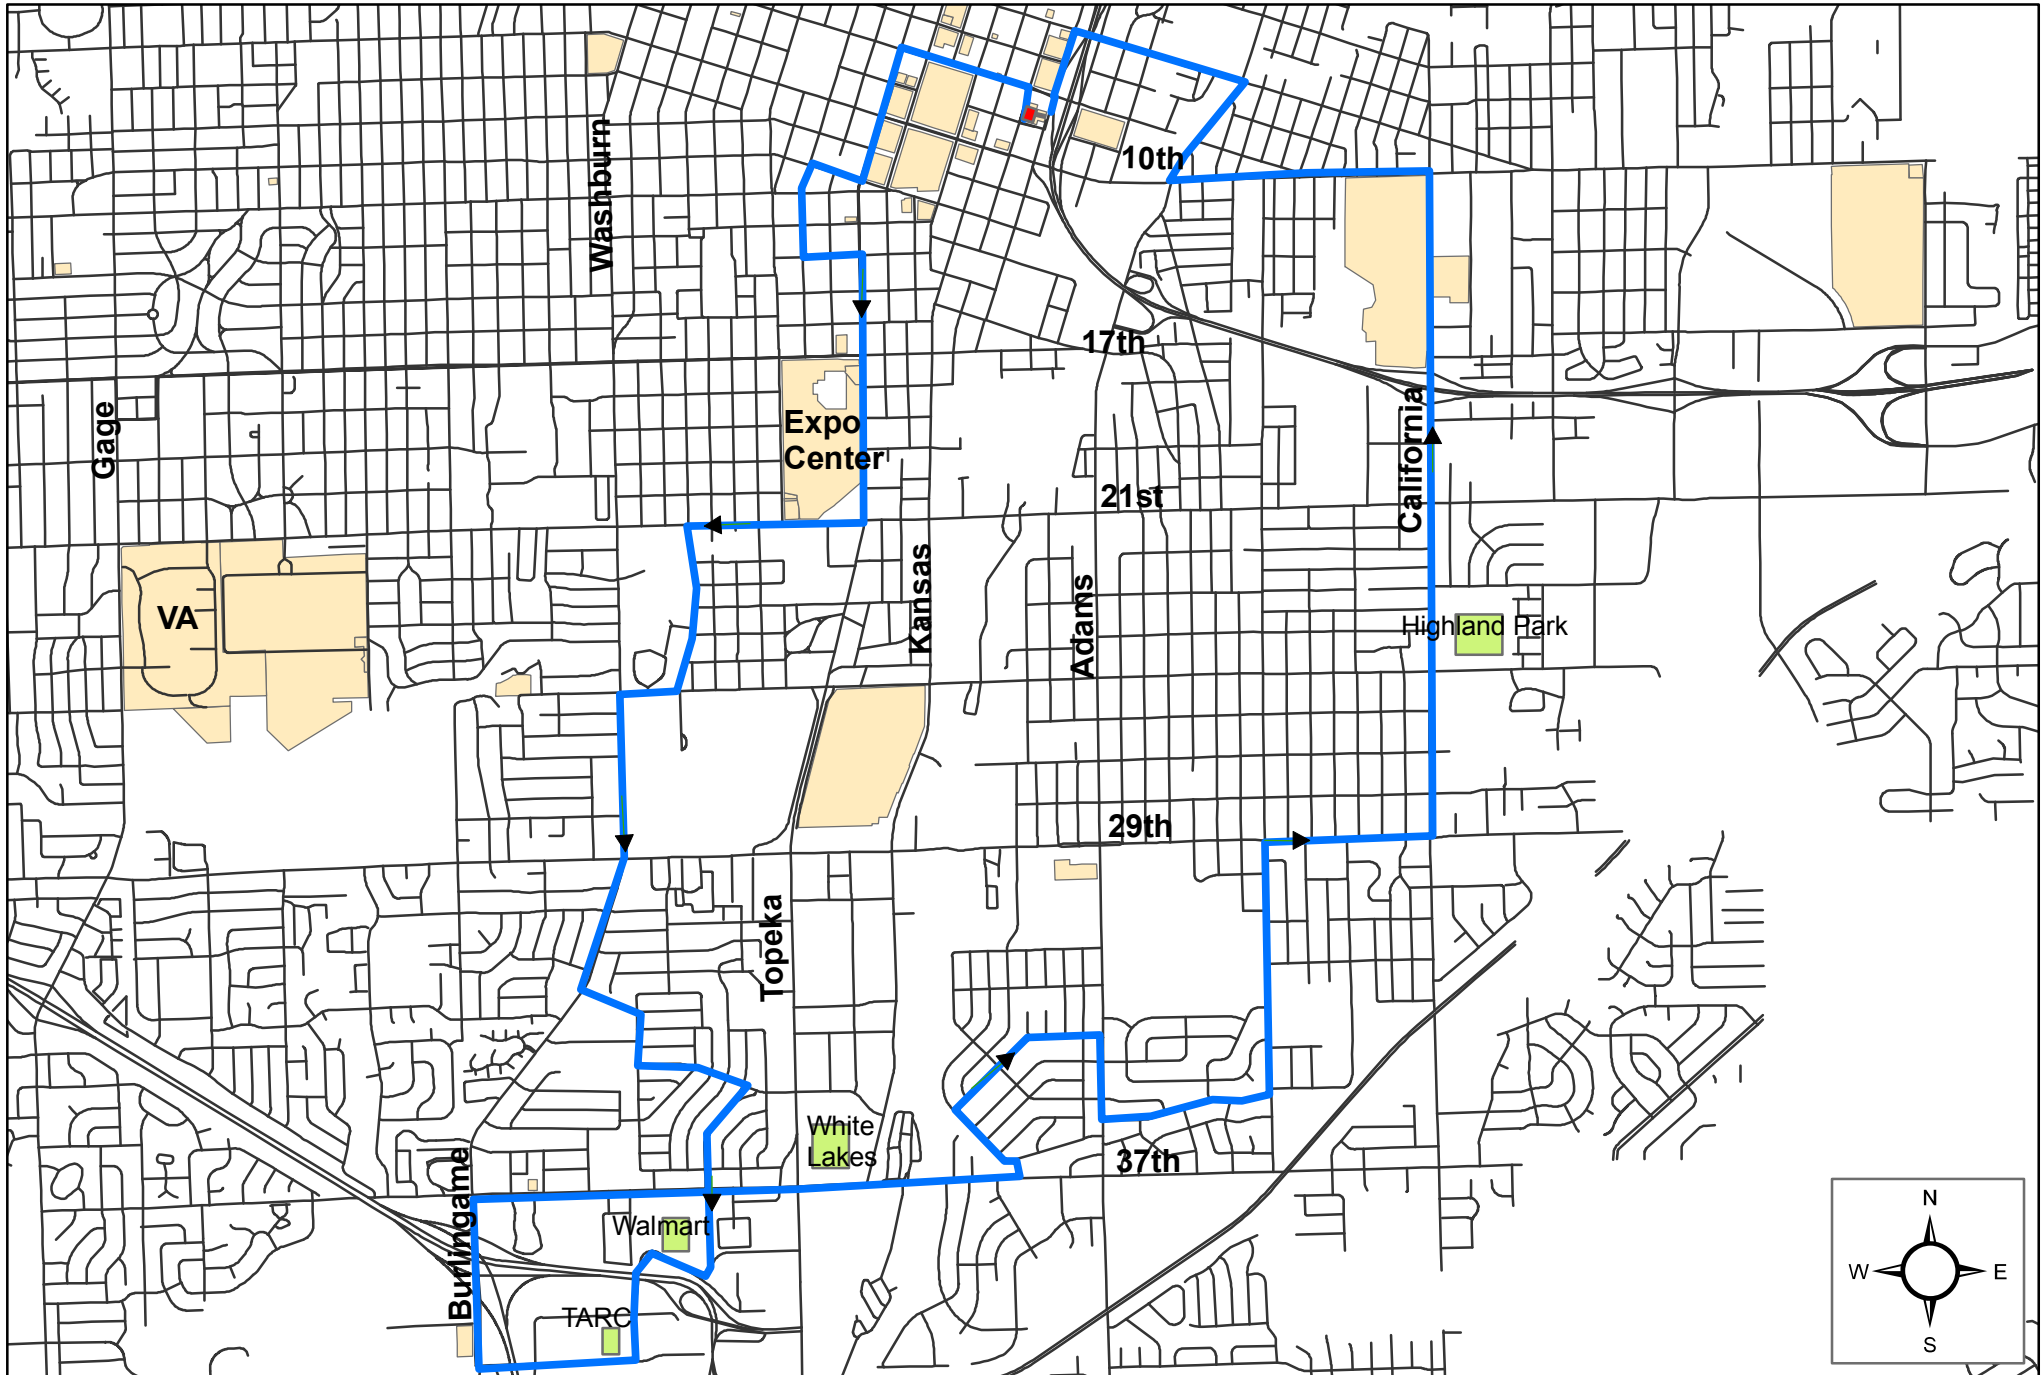 10th
Washburn
17th
Gage
Expo
Center
California
21st
Kansas
Adams
VA
Highland Park
29th
Topeka
White
Lakes
37th
Burlingame
Walmart
TARC
N
W
E
S